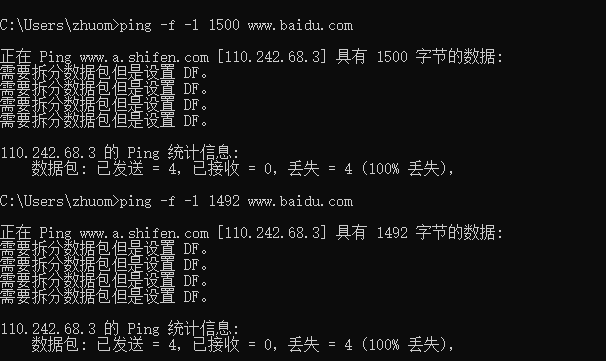 C:\Users\zhuom>ping -f -l 1500 www.baidu.com
正在 Ping www.a.shifen.com [110.242.68.3] 具有 1500 字节的数据:
需要拆分数据包但是设置 DF。
需要拆分数据包但是设置 DF。
需要拆分数据包但是设置 DF。
需要拆分数据包但是设置 DF。
110.242.68.3 的 Ping 统计信息:
数据包: 已发送 = 4, 已接收 = 0, 丢失 = 4 (100% 丢失),
C:\Users\zhuom>ping -f -l 1492 www.baidu.com
正在 Ping www.a.shifen.com [110.242.68.3] 具有 1492 字节的数据:
需要拆分数据包但是设置 DF。
需要拆分数据包但是设置 DF。
需要拆分数据包但是设置 DF。
需要拆分数据包但是设置 DF。
110.242.68.3 的 Ping 统计信息:
数据包: 已发送 = 4, 已接收 = 0, 丢失 = 4 (100% 丢失),